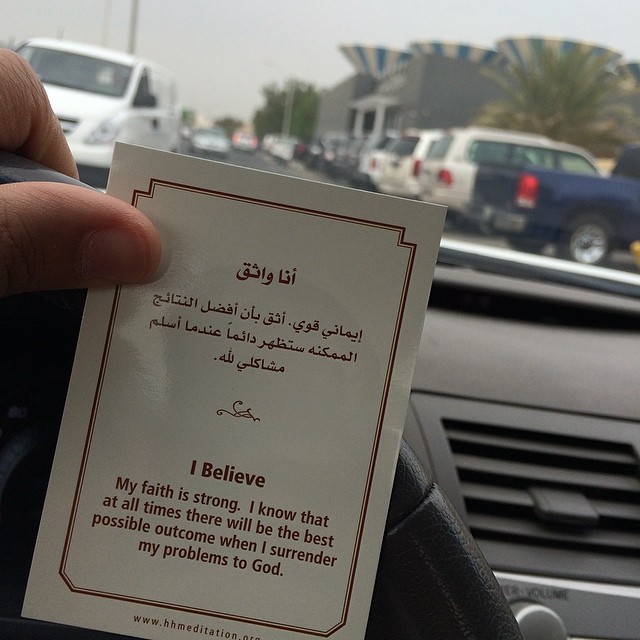 أنا واثق
إيماني قوي. أثق بأن أفضل النتائج
الممكنه ستظهر دائماً عندما أسلم
مشاكلي لله.
I Believe
My faith is strong. I know that
at all times there will be the best
possible outcome when I surrender
my problems to God.
www.hhmeditation.org
VOLUME